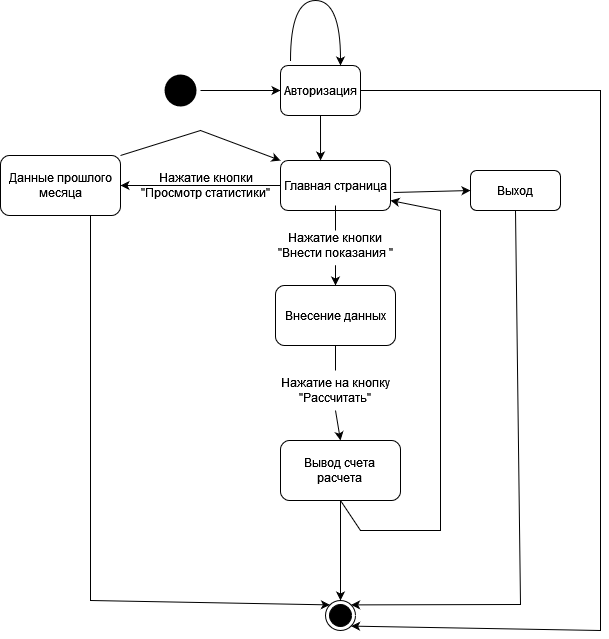 Авторизация
Данные прошлого
месяца
Нажатие кнопки
"Просмотр статистики"
Главная страница
Выход
Нажатие кнопки
"Внести показания "
Внесение данных
Нажатие на кнопку
"Рассчитать"
Вывод счета
расчета